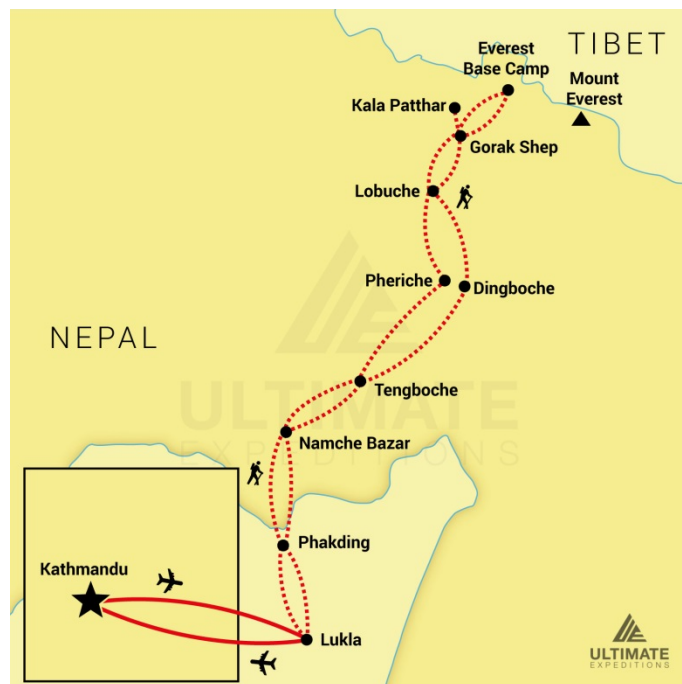 TIBET
Everest
Base Camp
Mount
Everest
Kala Patthar
Gorak Shep
Lobuche
Pheriche
Dingboche
NEPAL
Tengboche
ULTIMATE
EXPEDITIONS
Namche Bazar
Phakding
Kathmandu
Lukla
ULTIMATE
EXPEDITIONS